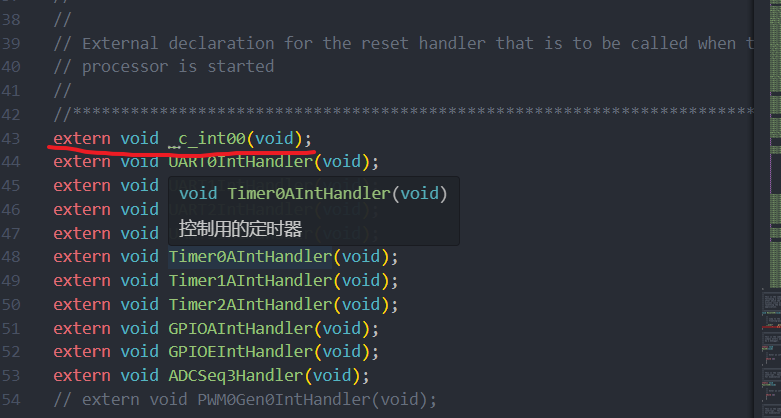 38 //
39 // External declaration for the reset handler that is to be called when t
40 // processor is started
41 //
42 //***********************************************************************
43 extern void _c_int00(void);
44 extern void UART0IntHandler(void);
45 extern void
void Timer0AIntHandler(void)
46 extern void
控制用的定时器
47 extern void
48 extern void Timer0AIntHandler(void);
49 extern void Timer1AIntHandler(void);
50 extern void Timer2AIntHandler(void);
51 extern void GPIOAIntHandler(void);
52 extern void GPIOEIntHandler(void);
53 extern void ADCSeq3Handler(void);
54 // extern void PWM0Gen0IntHandler(void);